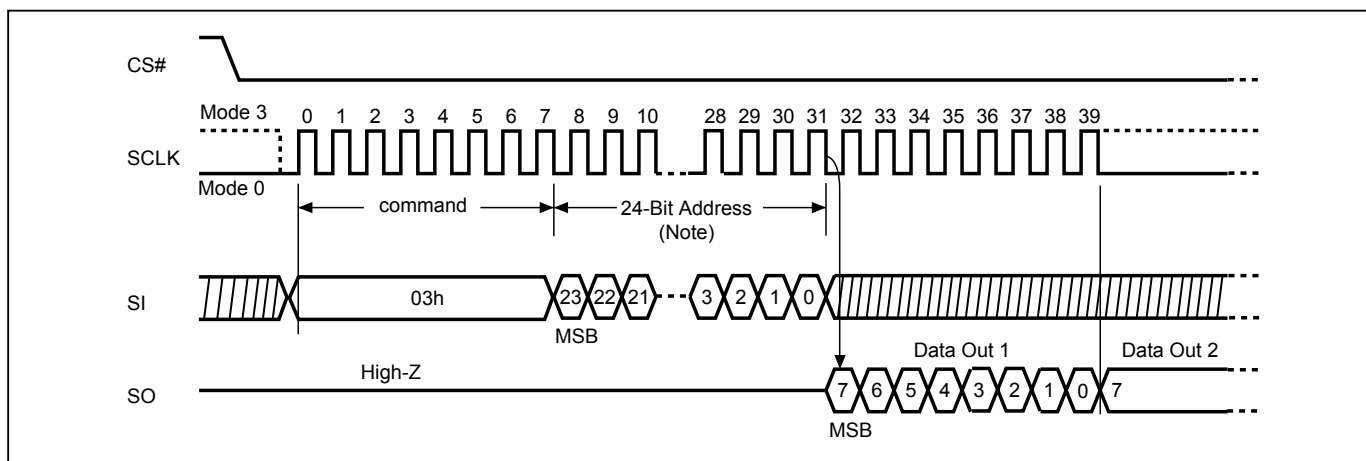 CS#
Mode 3
0 1 2 3 4 5 6 7 8 9 10 28 29 30 31 32 33 34 35 36 37 38 39
SCLK
Mode 0
command
24-Bit Address
(Note)
SI
03h
23 22 21 3 2 1 0
MSB
Data Out 1
Data Out 2
High-Z
SO
7 6 5 4 3 2 1 0 7
MSB